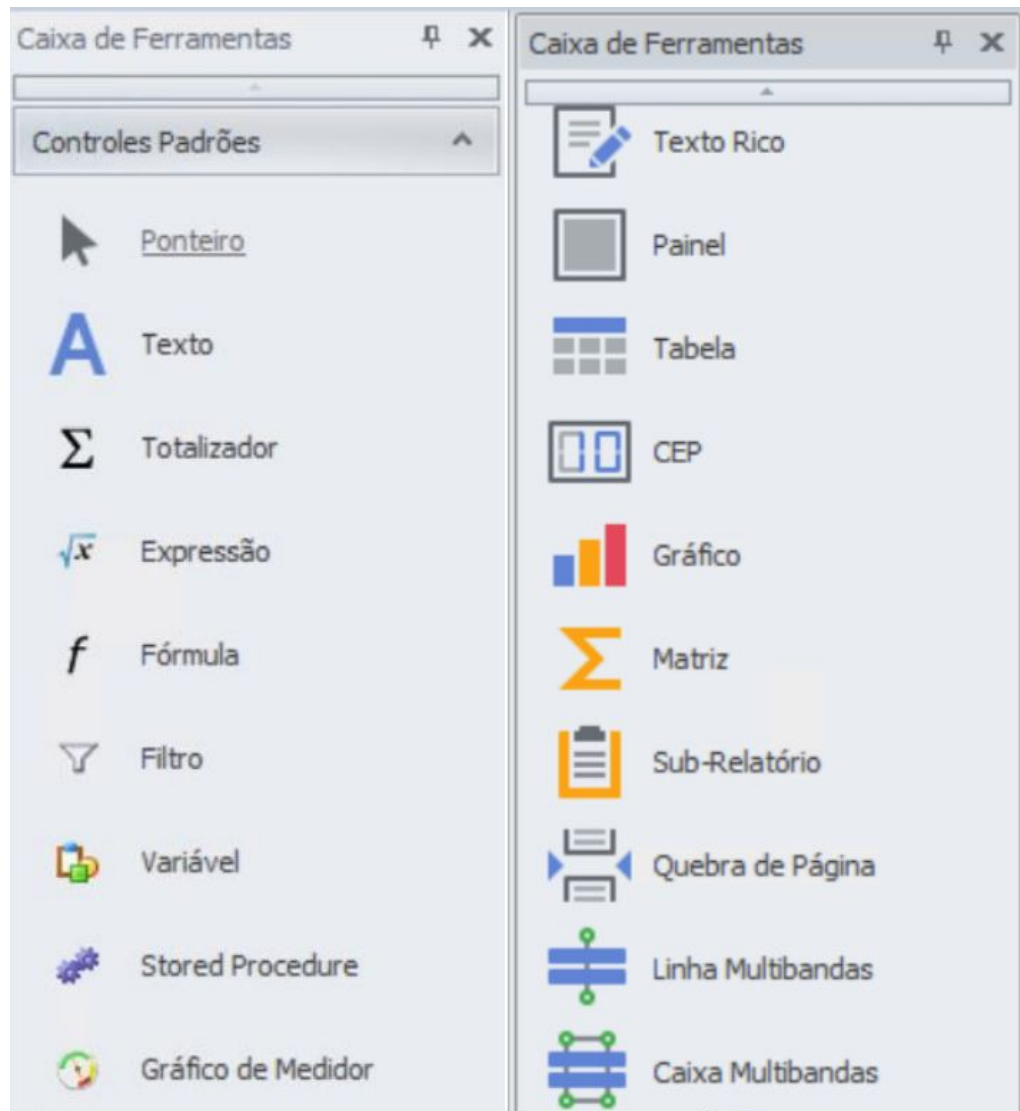 Caixa de Ferramentas
Controles Padrões
Ponteiro
A Texto
Σ Totalizador
√x Expressão
f Fórmula
Filtro
Variável
Stored Procedure
Gráfico de Medidor
Caixa de Ferramentas
Texto Rico
Painel
Tabela
CEP
Gráfico
Σ Matriz
Sub-Relatório
Quebra de Página
Linha Multibandas
Caixa Multibandas